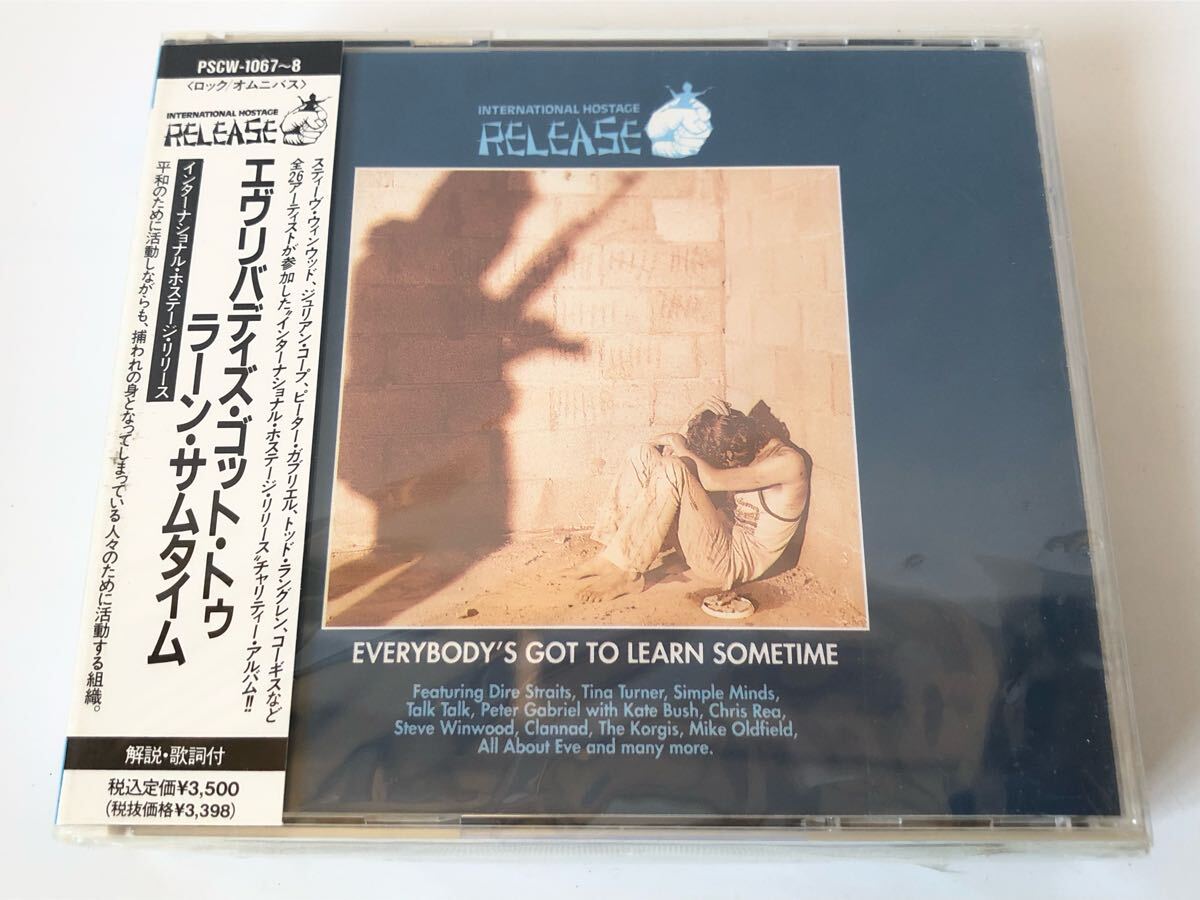 PSCW-1067~8
〈ロック/オムニバス〉
INTERNATIONAL HOSTAGE
RELEASE
スティーヴ・ウィンウッド、ジュリアン・コープ、ピーター・ガブリエル、トッド・ラングレン、コーギスなど
全26アーティストが参加した“インターナショナル・ホステージ・リリース”チャリティー・アルバム!!
エヴリバディズ・ゴット・トゥ
ラーン・サムタイム
インターナショナル・ホステージ・リリース
平和のために活動しながらも、捕われの身となってしまっている人々のために活動する組織。
解説・歌詞付
税込定価¥3,500
(税抜価格¥3,398)
INTERNATIONAL HOSTAGE
RELEASE
EVERYBODY'S GOT TO LEARN SOMETIME
Featuring Dire Straits, Tina Turner, Simple Minds,
Talk Talk, Peter Gabriel with Kate Bush, Chris Rea,
Steve Winwood, Clannad, The Korgis, Mike Oldfield,
All About Eve and many more.